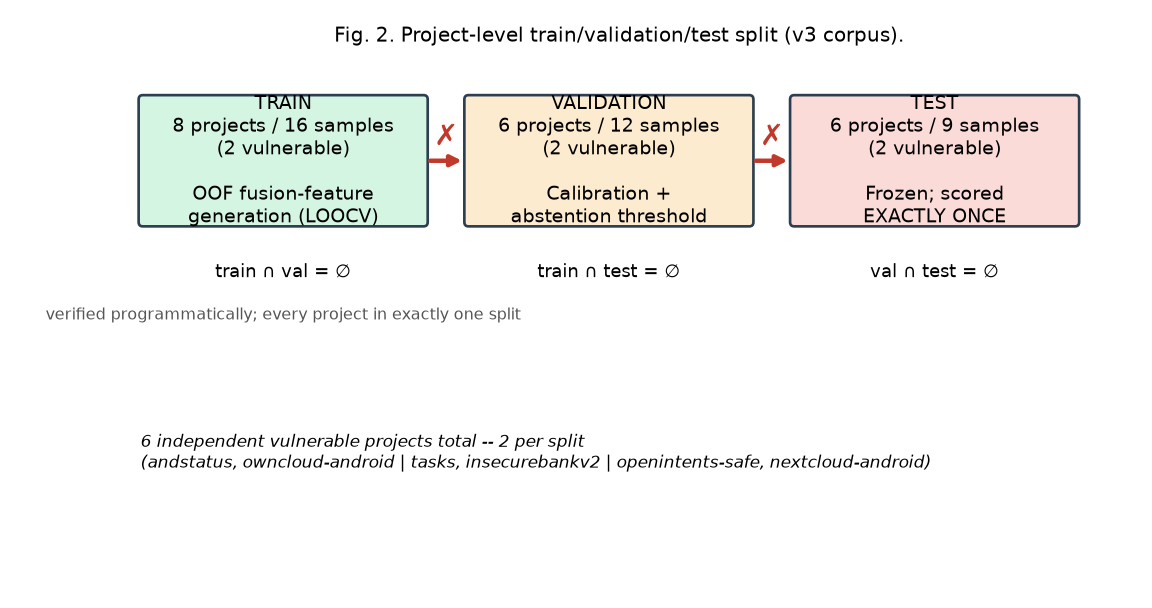 Fig. 2. Project-level train/validation/test split (v3 corpus).
TRAIN
8 projects / 16 samples
(2 vulnerable)
OOF fusion-feature
generation (LOOCV)
✗
VALIDATION
6 projects / 12 samples
(2 vulnerable)
Calibration +
abstention threshold
✗
TEST
6 projects / 9 samples
(2 vulnerable)
Frozen; scored
EXACTLY ONCE
train ∩ val = ∅
train ∩ test = ∅
val ∩ test = ∅
verified programmatically; every project in exactly one split
6 independent vulnerable projects total -- 2 per split
(andstatus, owncloud-android | tasks, insecurebankv2 | openintents-safe, nextcloud-android)